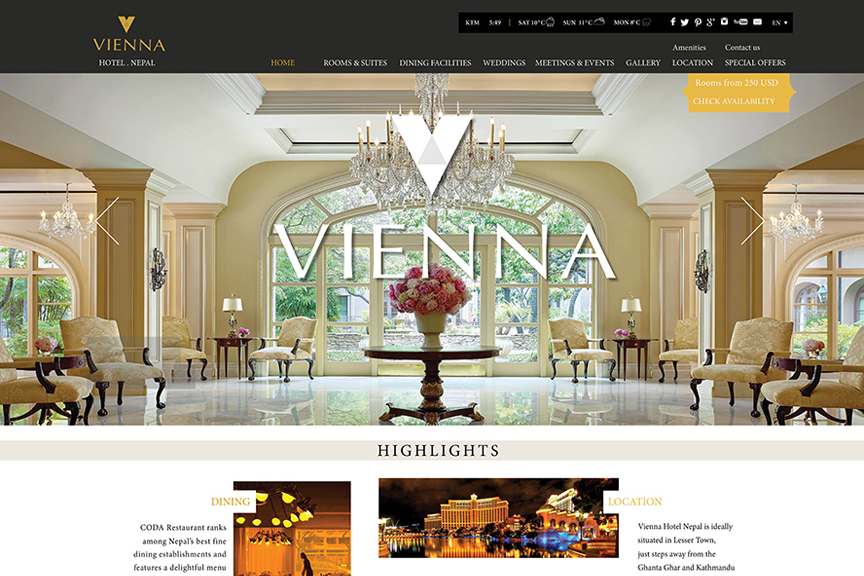 VIENNA
HOTEL . NEPAL
KTM 5:49 | SAT 10°C SUN 11°C MON 8°C
EN
Amenities Contact us
HOME ROOMS & SUITES DINING FACILITIES WEDDINGS MEETINGS & EVENTS GALLERY LOCATION SPECIAL OFFERS
Rooms from 250 USD
CHECK AVAILABILITY
VIENNA
HIGHLIGHTS
DINING
CODA Restaurant ranks
among Nepal's best fine
dining establishments and
features a delightful menu
LOCATION
Vienna Hotel Nepal is ideally
situated in Lesser Town,
just steps away from the
Ghanta Ghar and Kathmandu